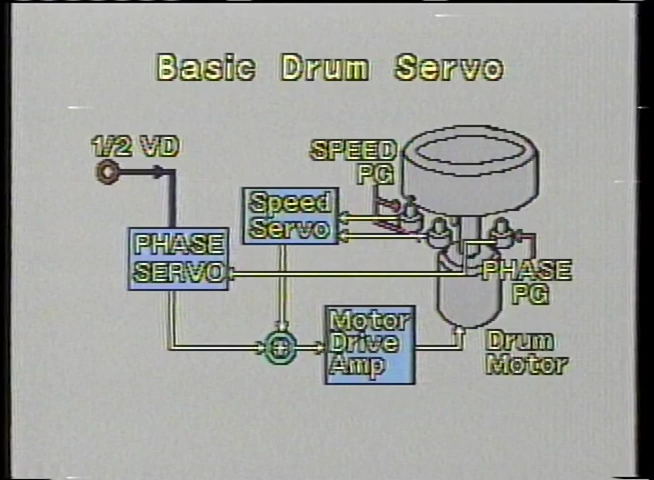 Basic Drum Servo
1/2 VD
SPEED
PG
Speed
Servo
PHASE
SERVO
PHASE
PG
Motor
Drive
Amp
Drum
Motor